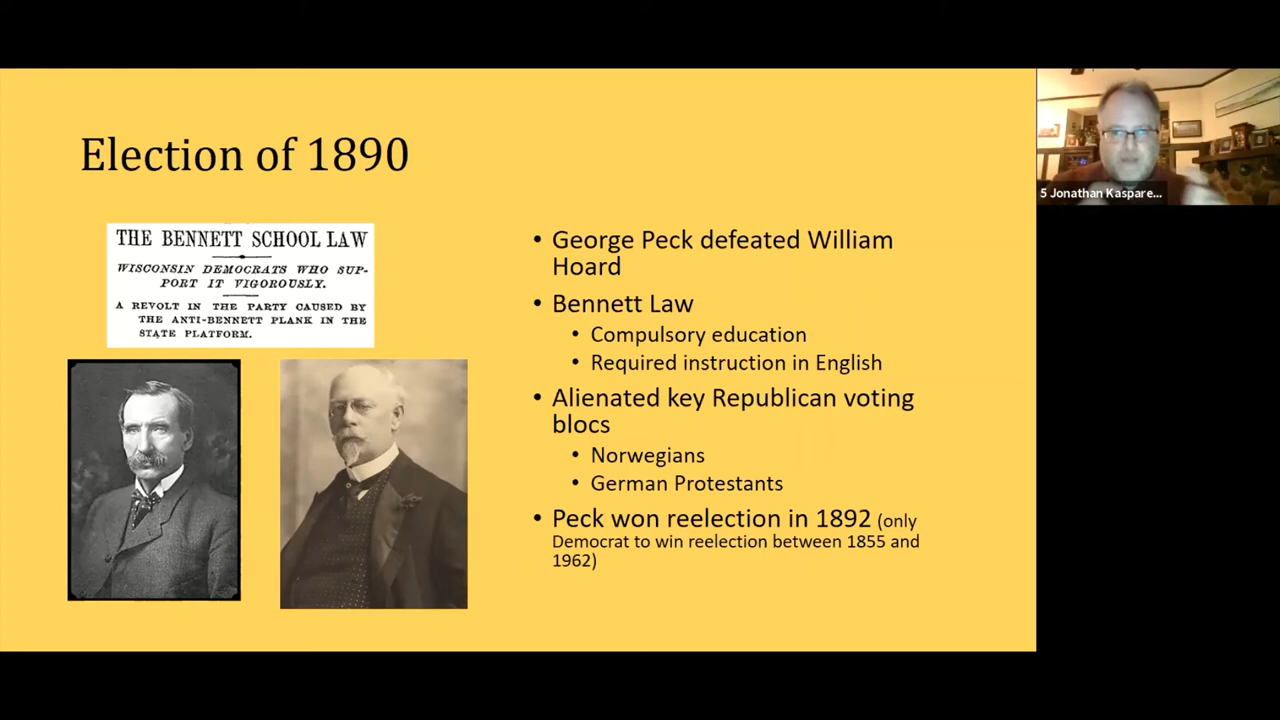 Election of 1890
THE BENNETT SCHOOL LAW
WISCONSIN DEMOCRATS WHO SUP-
PORT IT VIGOROUSLY.
A REVOLT IN THE PARTY CAUSED BY
THE ANTI-BENNETT PLANK IN THE
STATE PLATFORM.
• George Peck defeated William
Hoard
• Bennett Law
• Compulsory education
• Required instruction in English
• Alienated key Republican voting
blocs
• Norwegians
• German Protestants
• Peck won reelection in 1892 (only
Democrat to win reelection between 1855 and
1962)
5 Jonathan Kaspare...